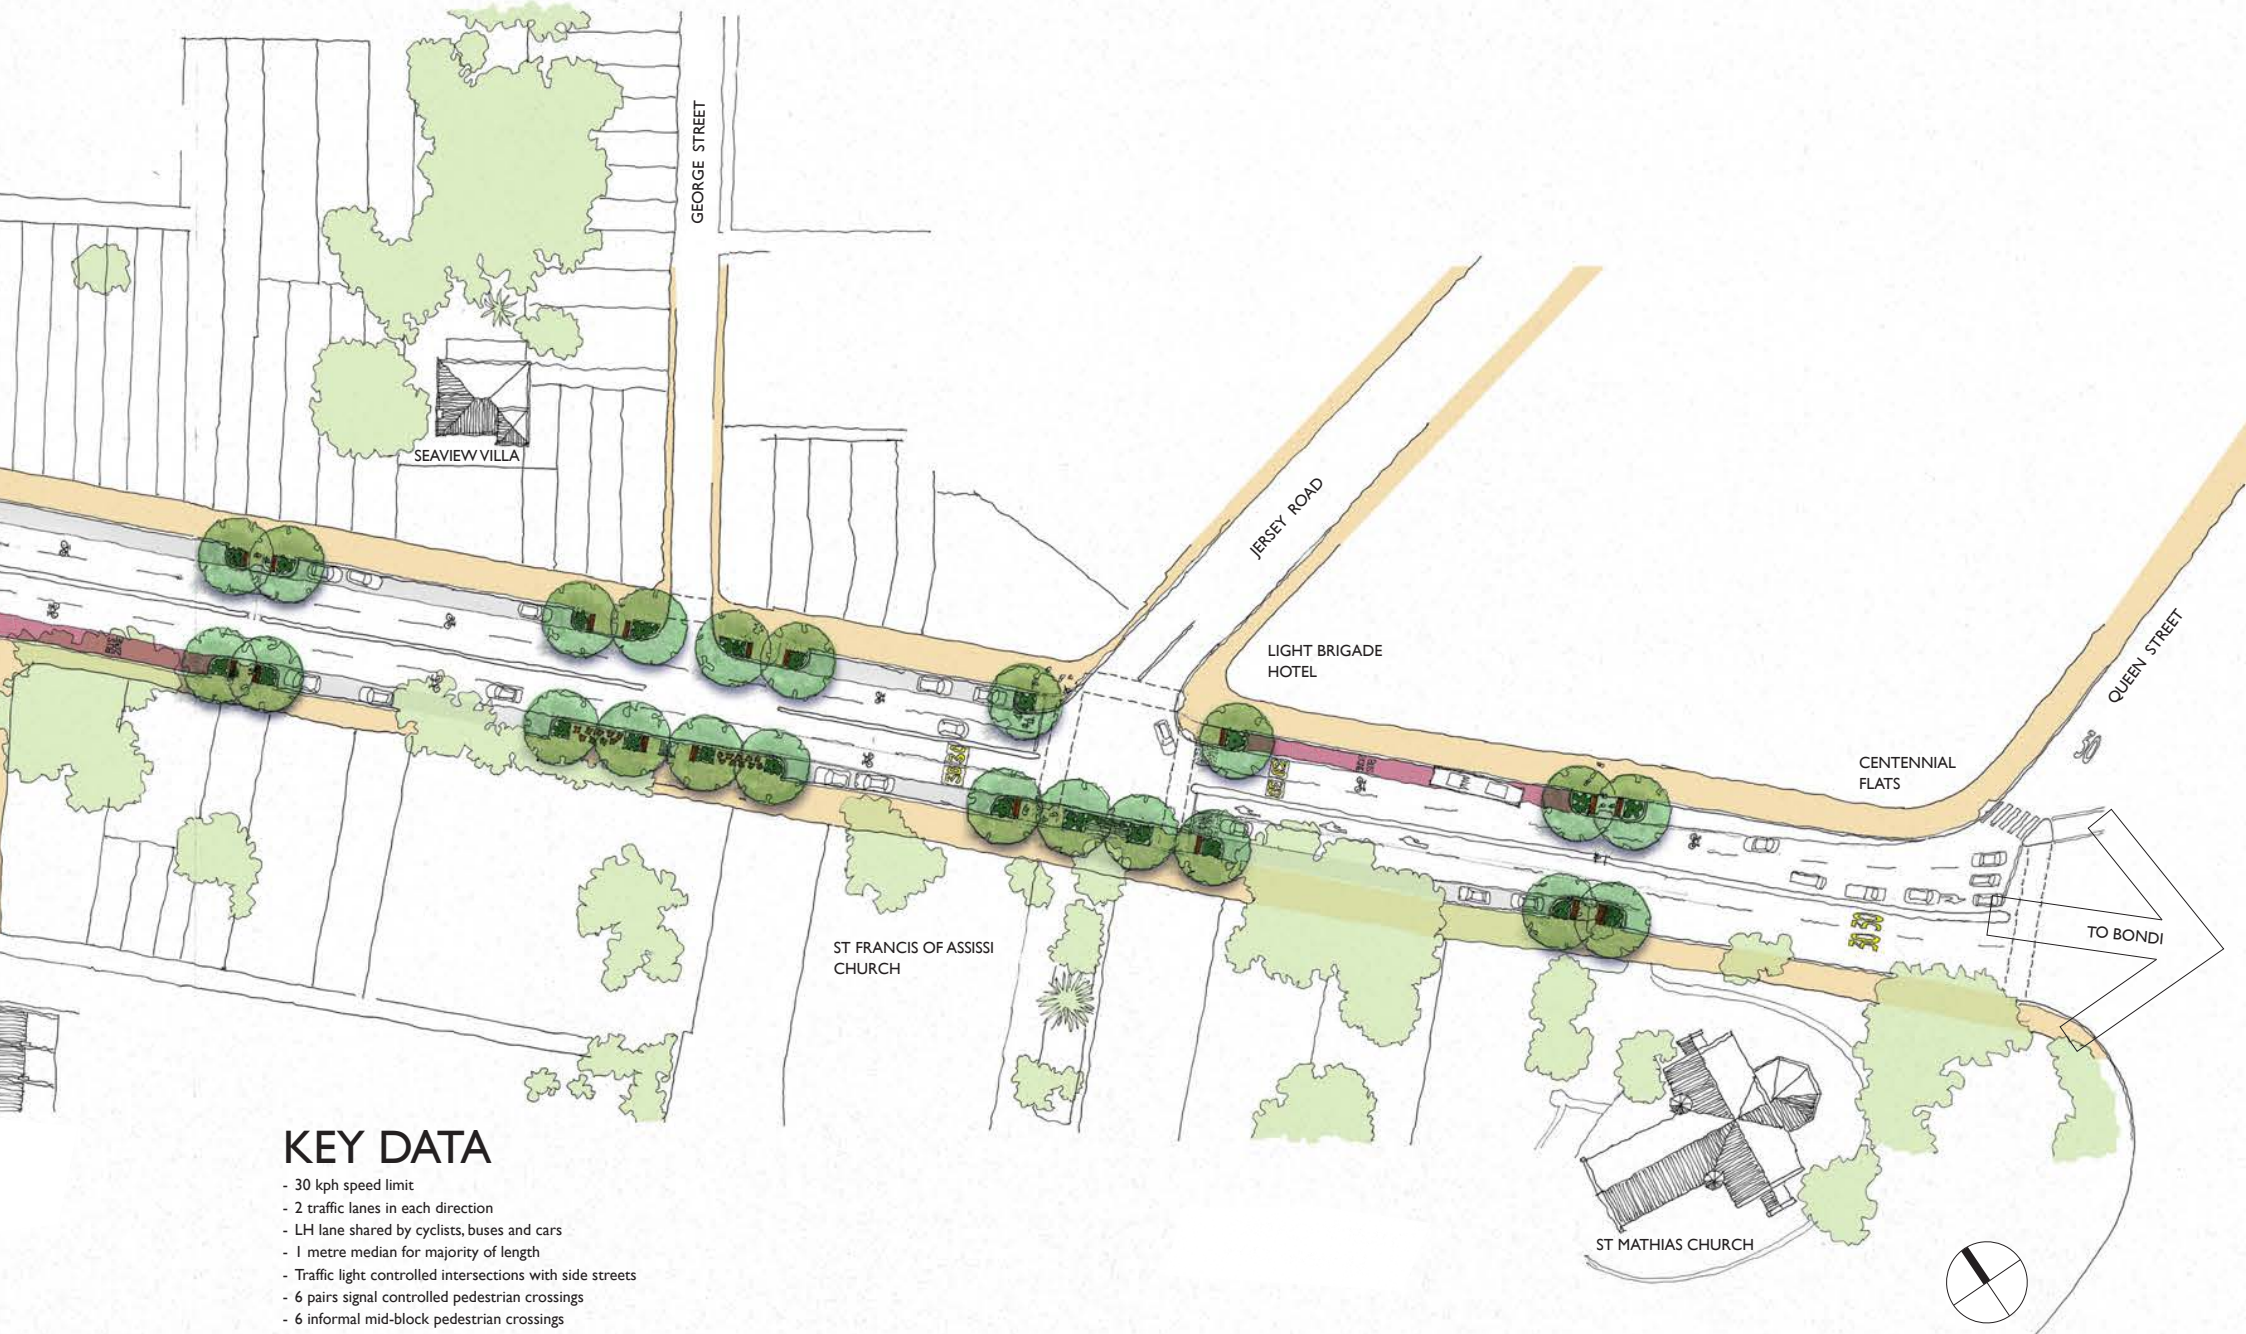 GEORGE STREET
SEAVIEW VILLA
JERSEY ROAD
LIGHT BRIGADE
HOTEL
QUEEN STREET
30
CENTENNIAL
FLATS
TO BONDI
ST FRANCIS OF ASSISSI
CHURCH
ST MATHIAS CHURCH
KEY DATA
- 30 kph speed limit
- 2 traffic lanes in each direction
- LH lane shared by cyclists, buses and cars
- 1 metre median for majority of length
- Traffic light controlled intersections with side streets
- 6 pairs signal controlled pedestrian crossings
- 6 informal mid-block pedestrian crossings